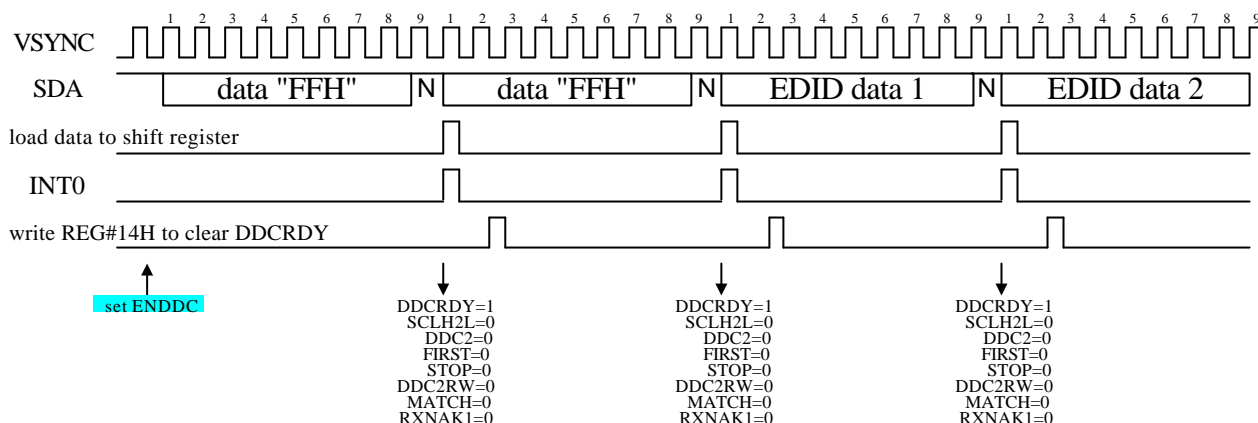 1 2 3 4 5 6 7 8 9 1 2 3 4 5 6 7 8 9 1 2 3 4 5 6 7 8 9 1 2 3 4 5 6 7 8 9
VSYNC
SDA data "FFH" N data "FFH" N EDID data 1 N EDID data 2
load data to shift register
INT0
write REG#14H to clear DDCRDY
set ENDDC
DDCRDY=1 DDCRDY=1 DDCRDY=1
SCLH2L=0 SCLH2L=0 SCLH2L=0
DDC2=0 DDC2=0 DDC2=0
FIRST=0 FIRST=0 FIRST=0
STOP=0 STOP=0 STOP=0
DDC2RW=0 DDC2RW=0 DDC2RW=0
MATCH=0 MATCH=0 MATCH=0
RXNAK1=0 RXNAK1=0 RXNAK1=0